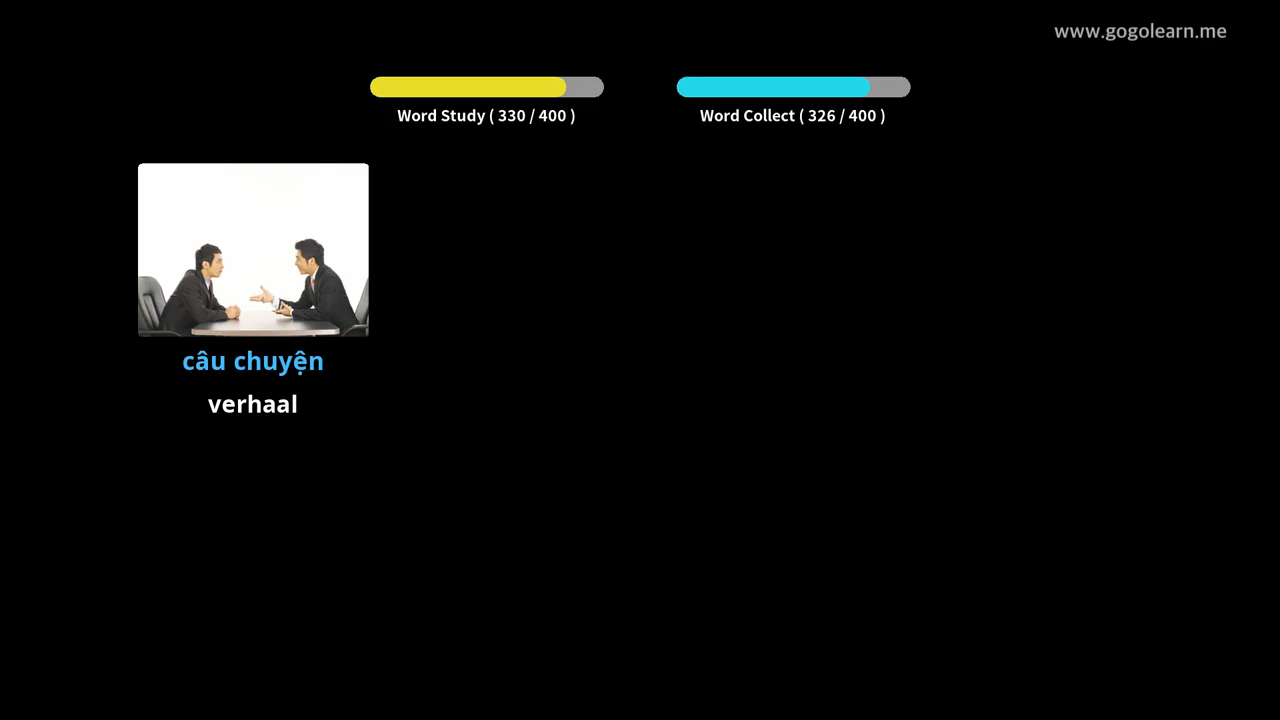 www.gogolearn.me
Word Study ( 330 / 400 )
Word Collect ( 326 / 400 )
câu chuyện
verhaal